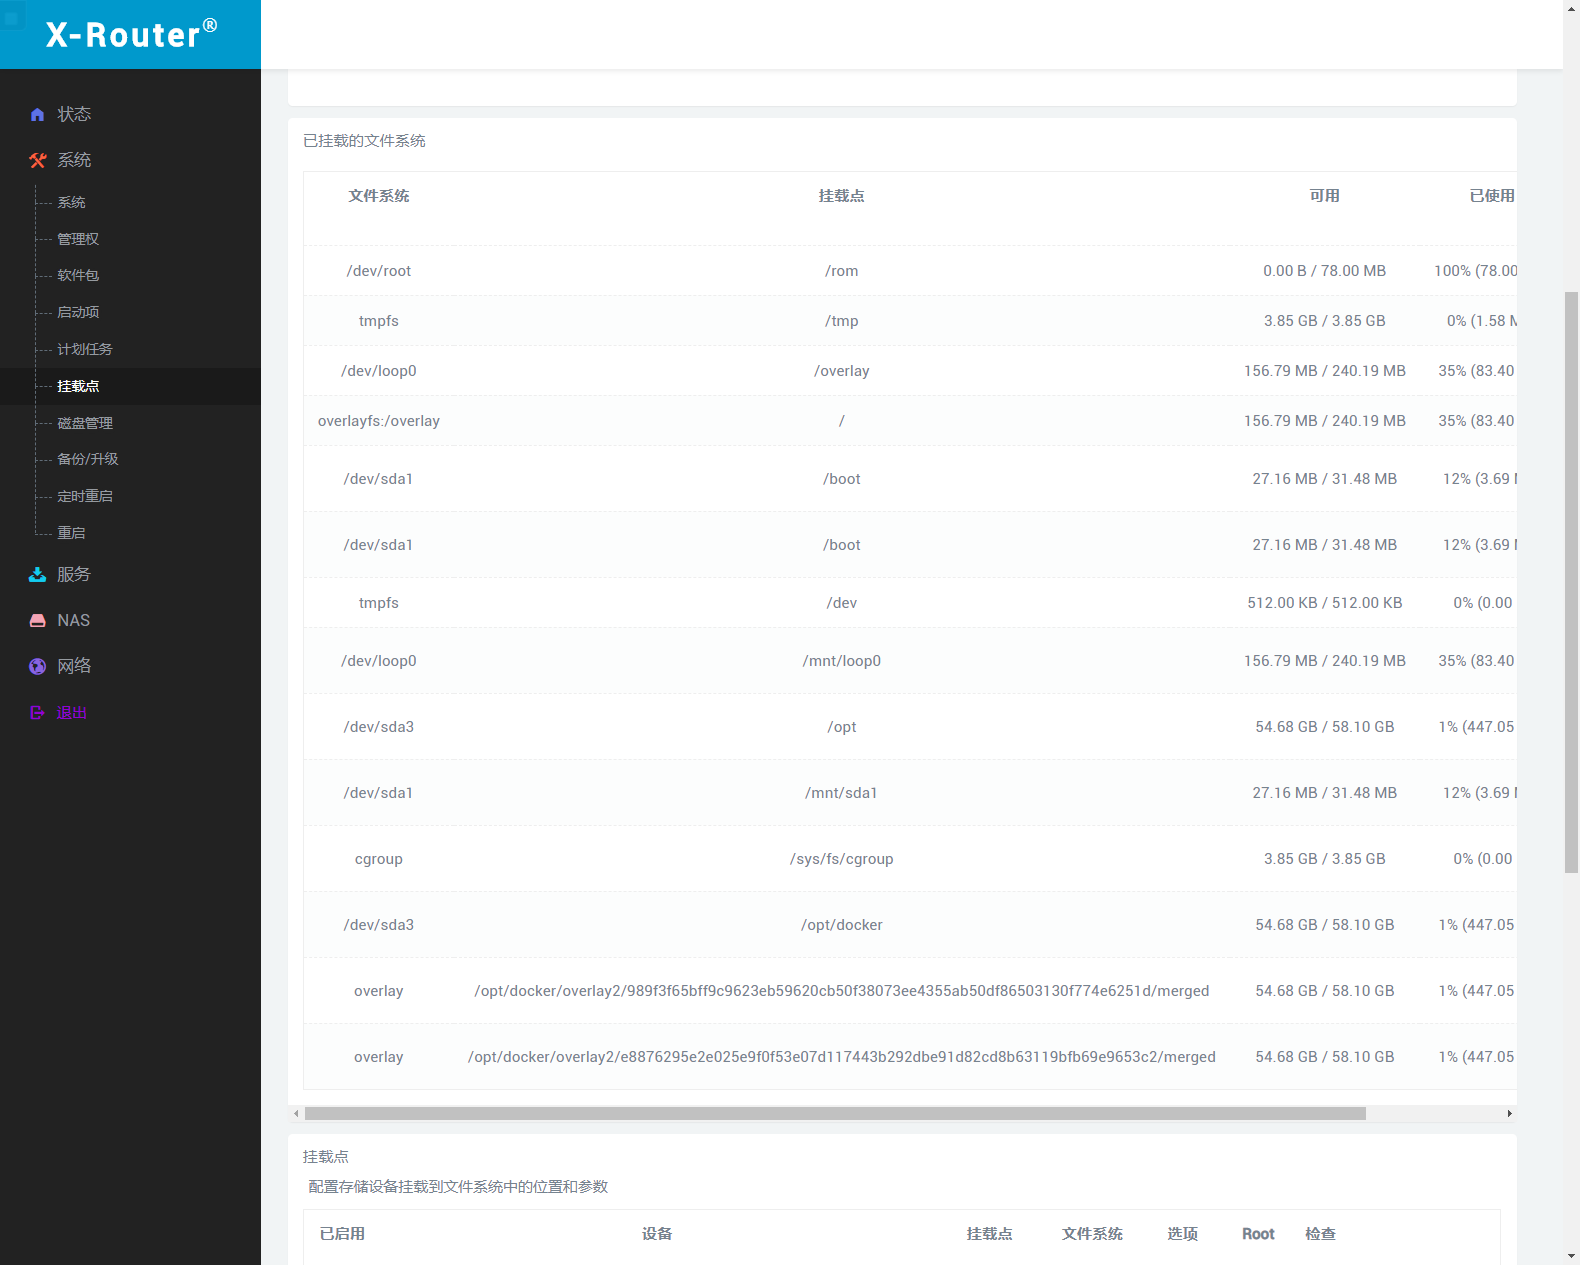 X-Router®
状态
系统
系统
管理权
软件包
启动项
计划任务
挂载点
磁盘管理
备份/升级
定时重启
重启
服务
NAS
网络
退出
已挂载的文件系统
文件系统 挂载点 可用 已使用
/dev/root /rom 0.00 B / 78.00 MB 100% (78.00
tmpfs /tmp 3.85 GB / 3.85 GB 0% (1.58 M
/dev/loop0 /overlay 156.79 MB / 240.19 MB 35% (83.40
overlayfs:/overlay / 156.79 MB / 240.19 MB 35% (83.40
/dev/sda1 /boot 27.16 MB / 31.48 MB 12% (3.69
/dev/sda1 /boot 27.16 MB / 31.48 MB 12% (3.69
tmpfs /dev 512.00 KB / 512.00 KB 0% (0.00
/dev/loop0 /mnt/loop0 156.79 MB / 240.19 MB 35% (83.40
/dev/sda3 /opt 54.68 GB / 58.10 GB 1% (447.05
/dev/sda1 /mnt/sda1 27.16 MB / 31.48 MB 12% (3.69
cgroup /sys/fs/cgroup 3.85 GB / 3.85 GB 0% (0.00
/dev/sda3 /opt/docker 54.68 GB / 58.10 GB 1% (447.05
overlay /opt/docker/overlay2/989f3f65bff9c9623eb59620cb50f38073ee4355ab50df86503130f774e6251d/merged 54.68 GB / 58.10 GB 1% (447.05
overlay /opt/docker/overlay2/e8876295e2e025e9f0f53e07d117443b292dbe91d82cd8b63119bfb69e9653c2/merged 54.68 GB / 58.10 GB 1% (447.05
挂载点
配置存储设备挂载到文件系统中的位置和参数
已启用 设备 挂载点 文件系统 选项 Root 检查